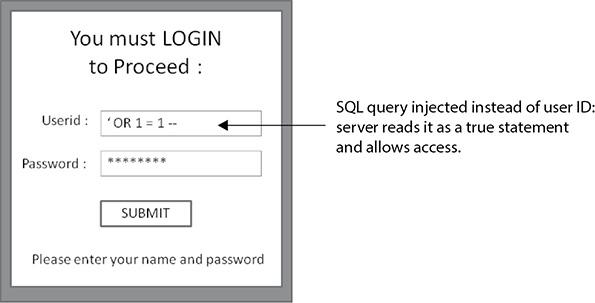 You must LOGIN
to Proceed :
Userid :
‘ OR 1 = 1 --
SQL query injected instead of user ID:
server reads it as a true statement
and allows access.
Password :
********
SUBMIT
Please enter your name and password